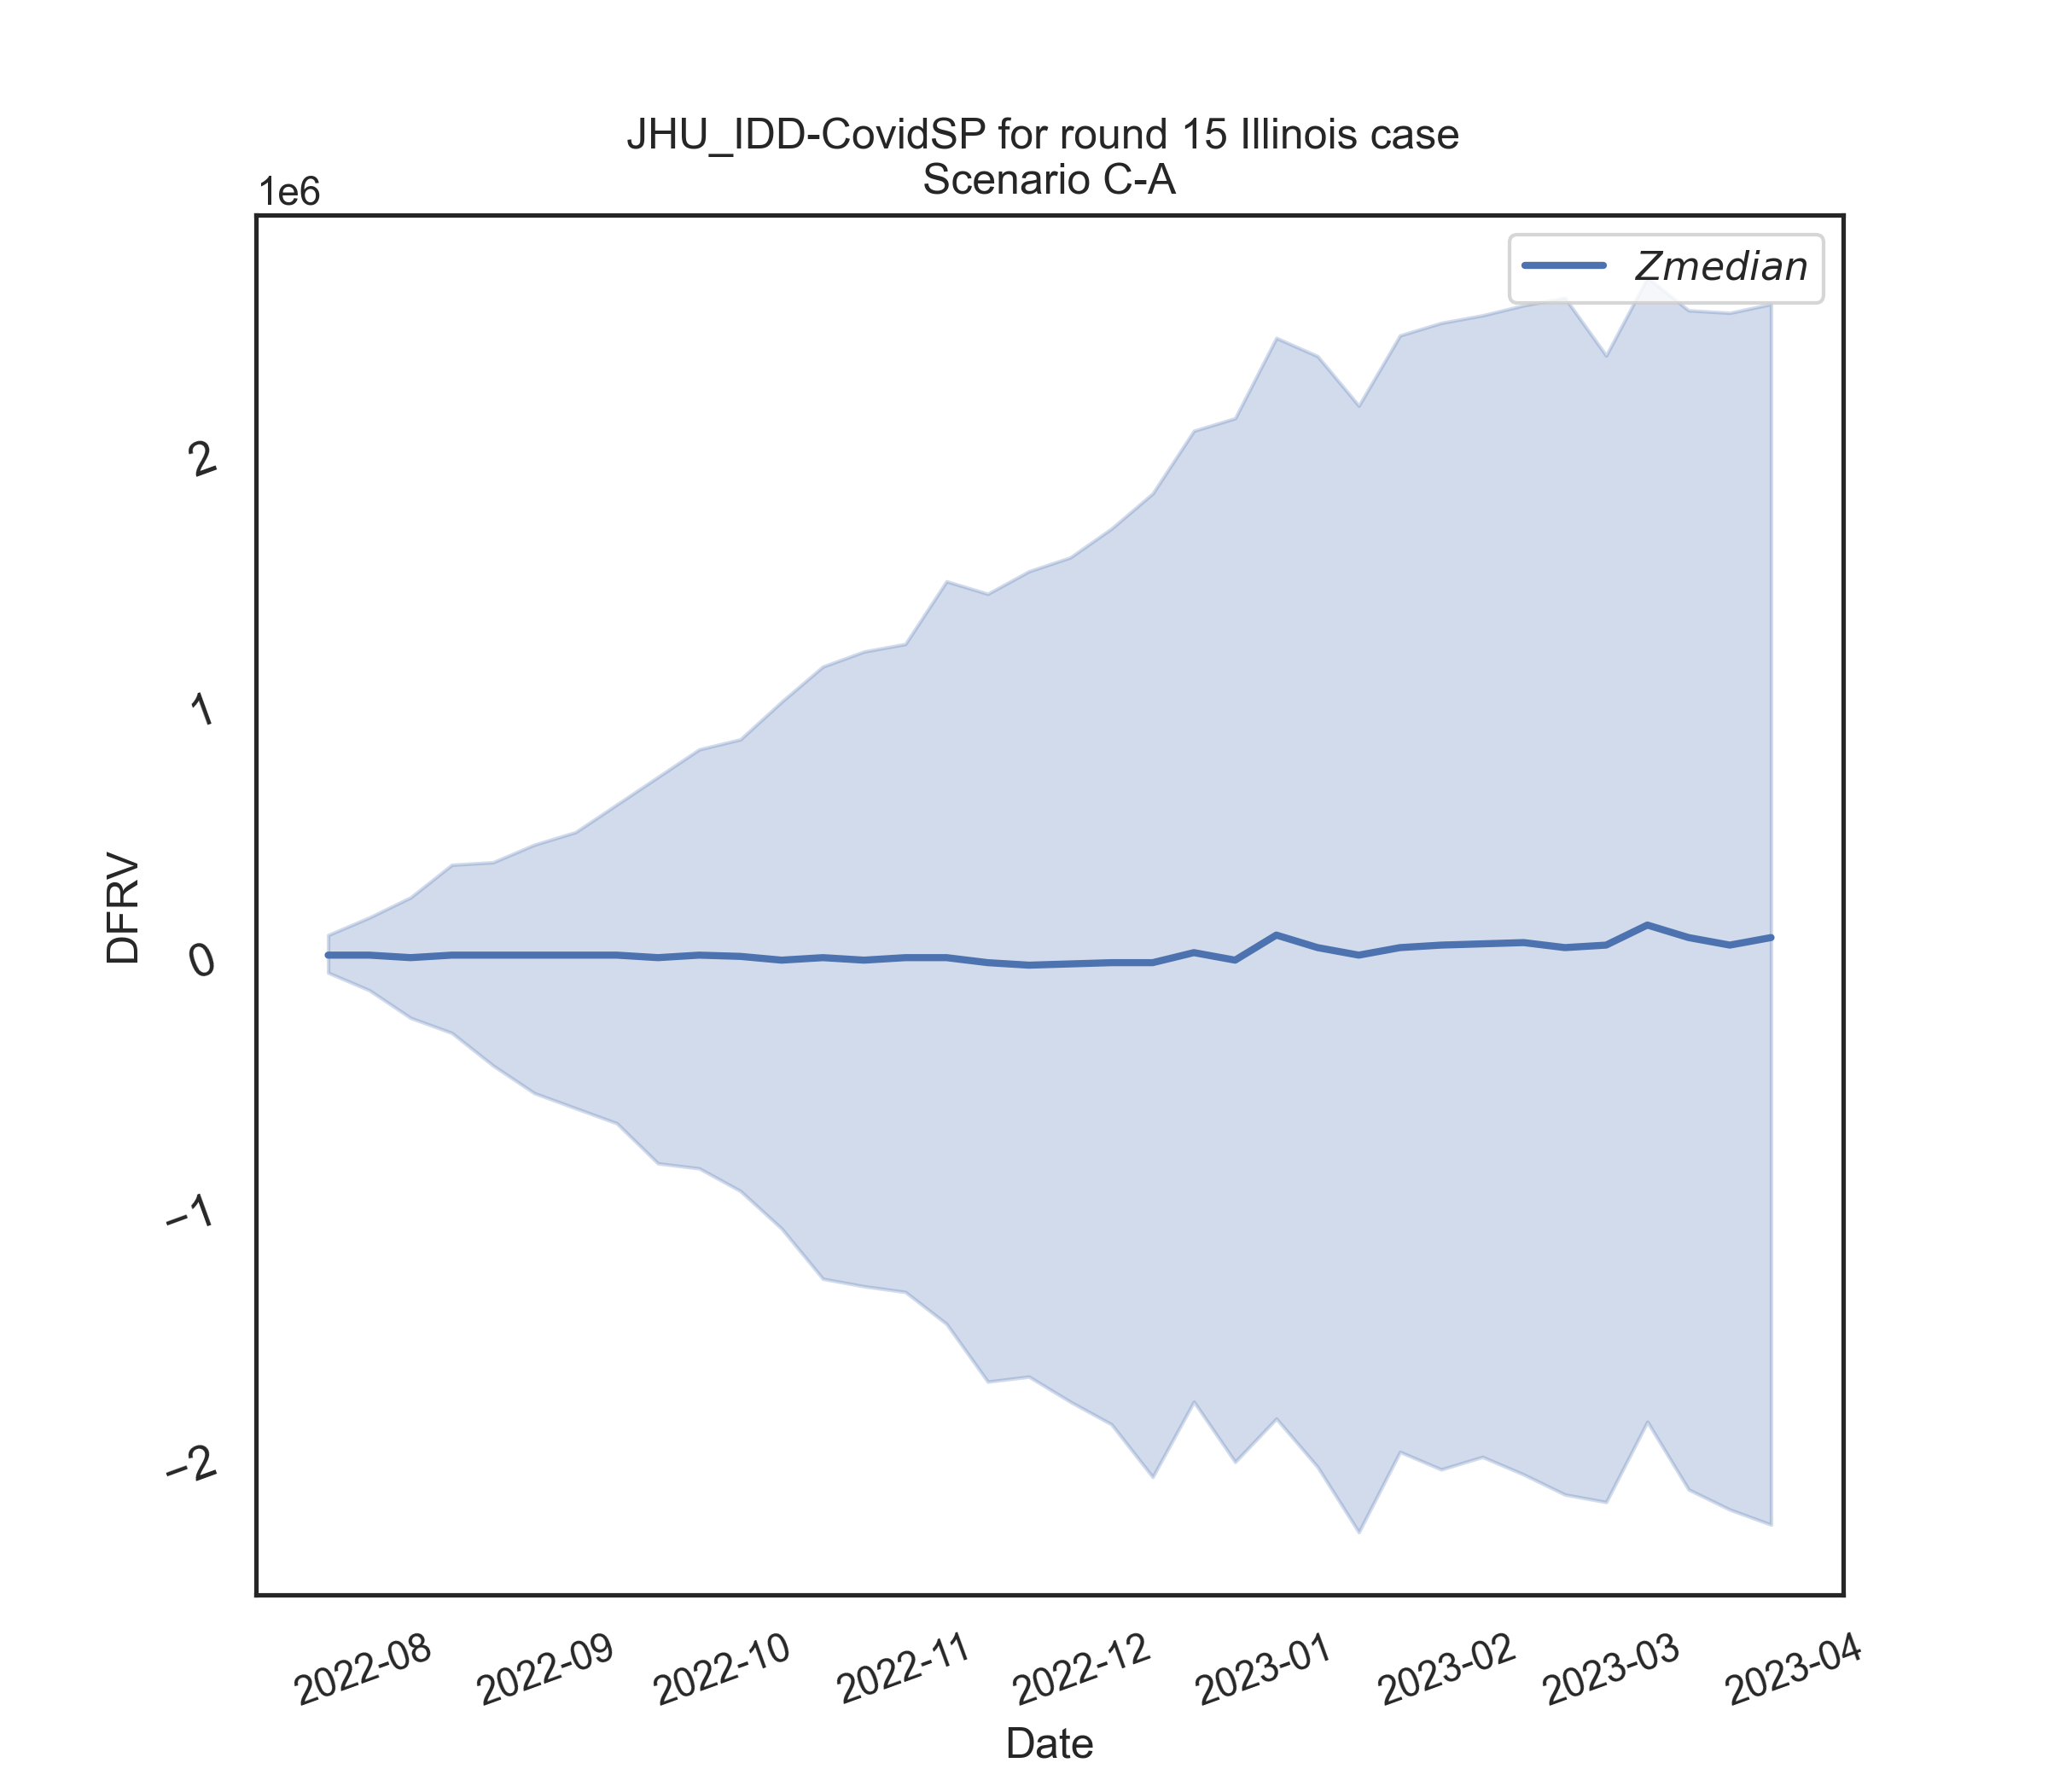 JHU_IDD-CovidSP for round 15 Illinois case
Scenario C-A
1e6
Zmedian
2
1
0
−1
−2
DFRV
2022-08 2022-09 2022-10 2022-11 2022-12 2023-01 2023-02 2023-03 2023-04
Date